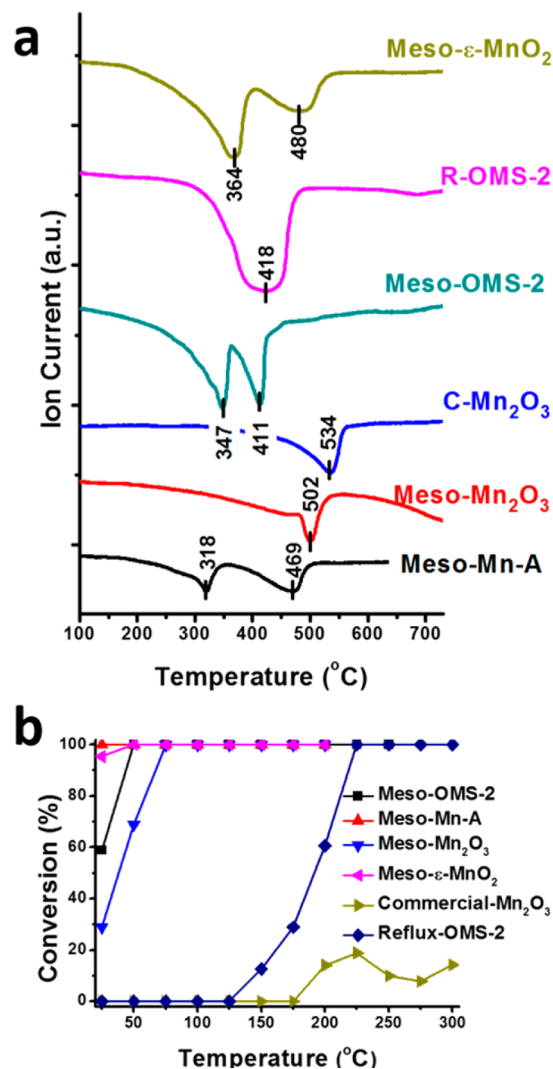 a
Meso-ε-MnO₂
364
480
R-OMS-2
418
Meso-OMS-2
347
411
C-Mn₂O₃
534
Meso-Mn₂O₃
502
Meso-Mn-A
318
469
Ion Current (a.u.)
100 200 300 400 500 600 700
Temperature (°C)
b
100
80
60
40
20
0
Conversion (%)
Meso-OMS-2
Meso-Mn-A
Meso-Mn₂O₃
Meso-ε-MnO₂
Commercial-Mn₂O₃
Reflux-OMS-2
50 100 150 200 250 300
Temperature (°C)